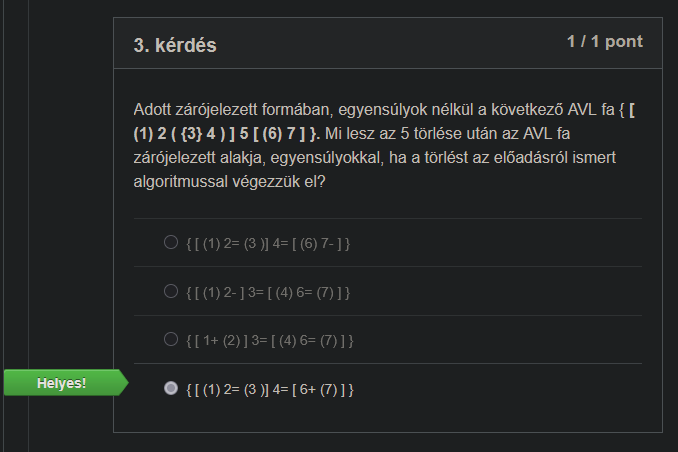 3. kérdés
1 / 1 pont
Adott zárójelezett formában, egyensúlyok nélkül a következő AVL fa { [
(1) 2 ( {3} 4 ) ] 5 [ (6) 7 ] }. Mi lesz az 5 törlése után az AVL fa
zárójelezett alakja, egyensúlyokkal, ha a törlést az előadásról ismert
algoritmussal végezzük el?
{ [ (1) 2= (3 )] 4= [ (6) 7- ] }
{ [ (1) 2- ] 3= [ (4) 6= (7) ] }
{ [ 1+ (2) ] 3= [ (4) 6= (7) ] }
Helyes!
{ [ (1) 2= (3 )] 4= [ 6+ (7) ] }